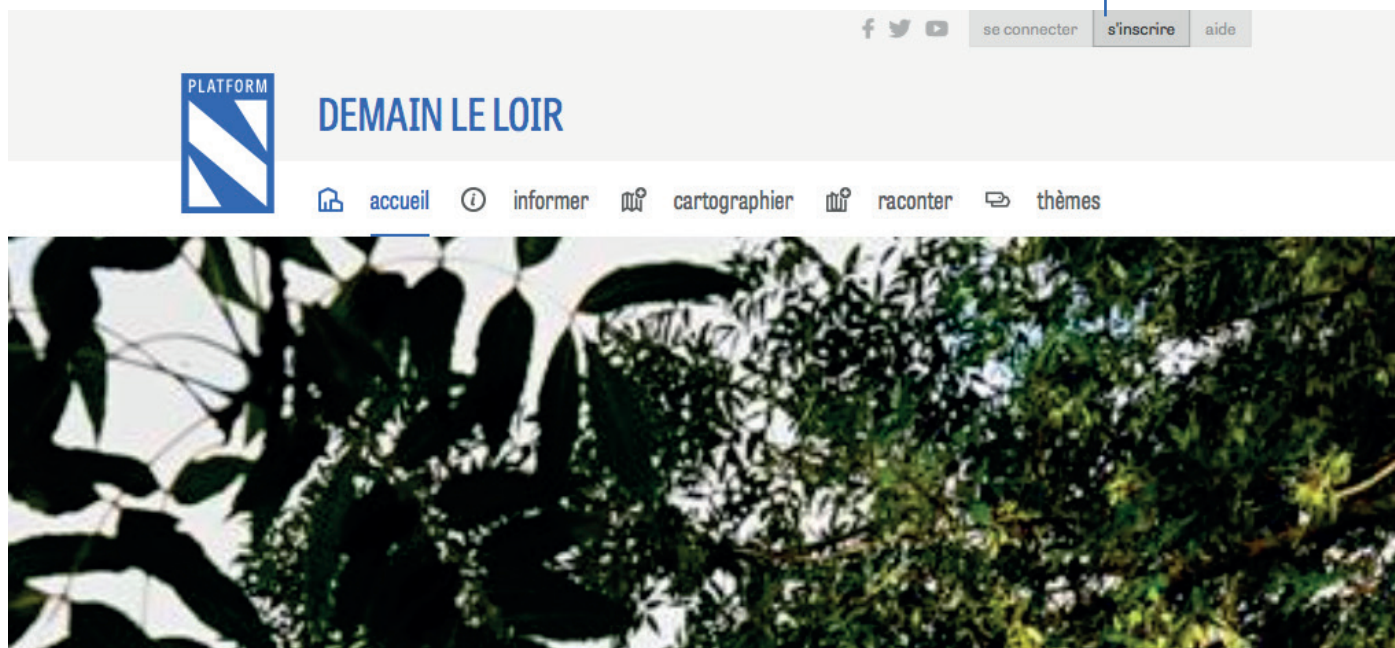 se connecter s'inscrire aide
PLATFORM
DEMAIN LE LOIR
accueil informer cartographier raconter thèmes